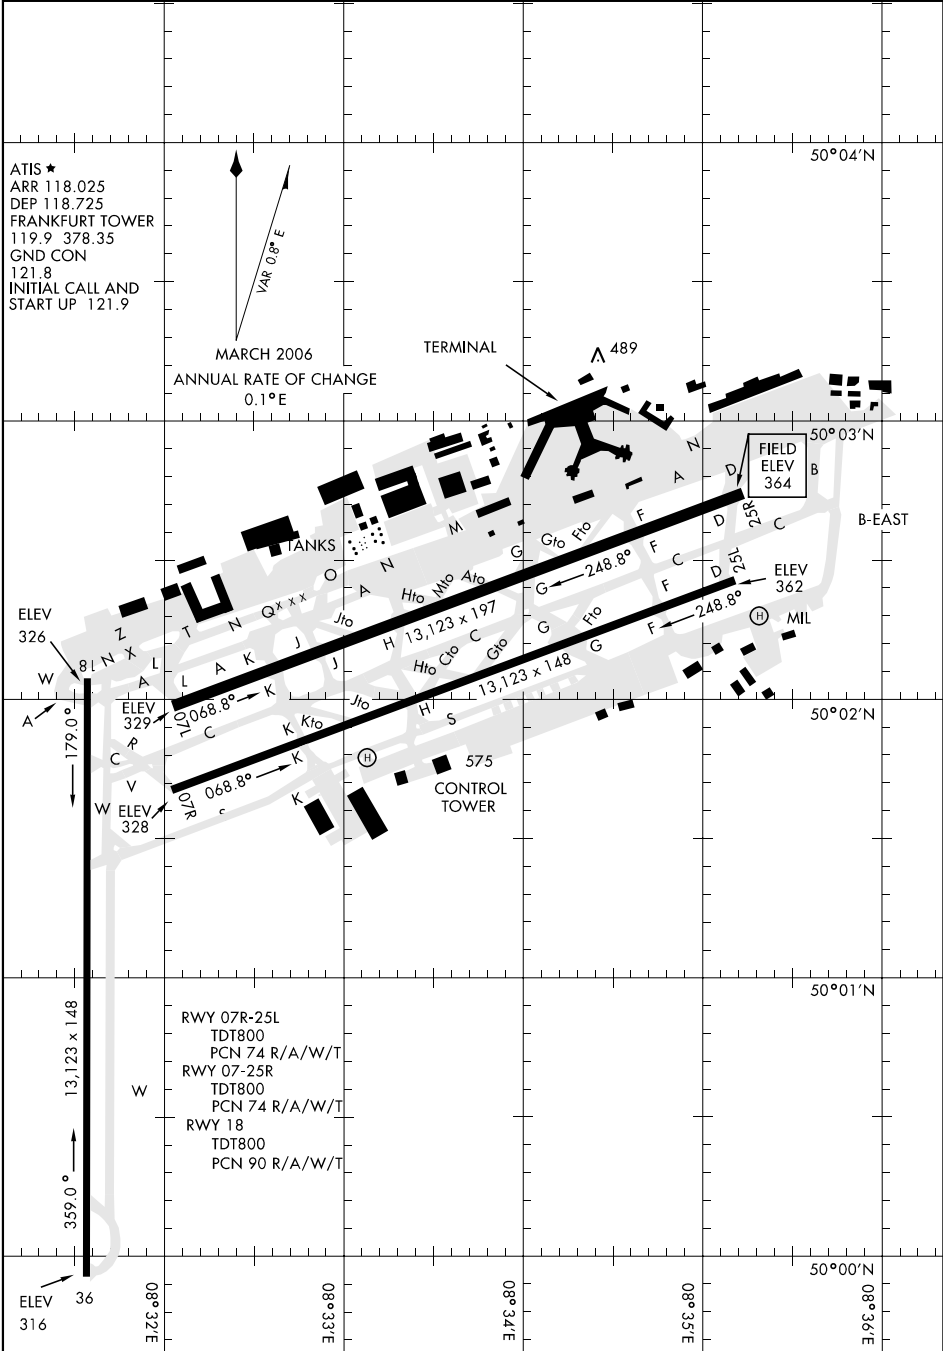 50°04'N
ATIS ★
ARR 118.025
DEP 118.725
FRANKFURT TOWER
119.9 378.35
GND CON
121.8
INITIAL CALL AND
START UP 121.9
VAR 0.8° E
MARCH 2006
ANNUAL RATE OF CHANGE
0.1°E
TERMINAL
489
50°03'N
FIELD
ELEV
364
N
A
D
B
B-EAST
F
D
25R
C
TANKS
M
G
Gto
Fto
F
C
D
25L
ELEV
362
O
A
N
Hto
Mto
Ato
G
248.8°
F
248.8°
H
MIL
ELEV
326
Z
T
N
Q
x x x
Jto
H
13,123 x 197
C
G
Fto
F
N
X
L
A
K
J
J
Hto
Cto
Gto
G
18
W
A
L
13,123 x 148
A
ELEV
329
07L
068.8°
K
Jto
H
S
50°02'N
179.0°
R
C
C
K
Kto
V
W
ELEV
328
07R
068.8°
K
S
K
H
575
CONTROL
TOWER
50°01'N
13,123 x 148
W
RWY 07R-25L
TDT800
PCN 74 R/A/W/T
RWY 07-25R
TDT800
PCN 74 R/A/W/T
RWY 18
TDT800
PCN 90 R/A/W/T
359.0°
50°00'N
ELEV
316
36
08°32'E
08°33'E
08°34'E
08°35'E
08°36'E